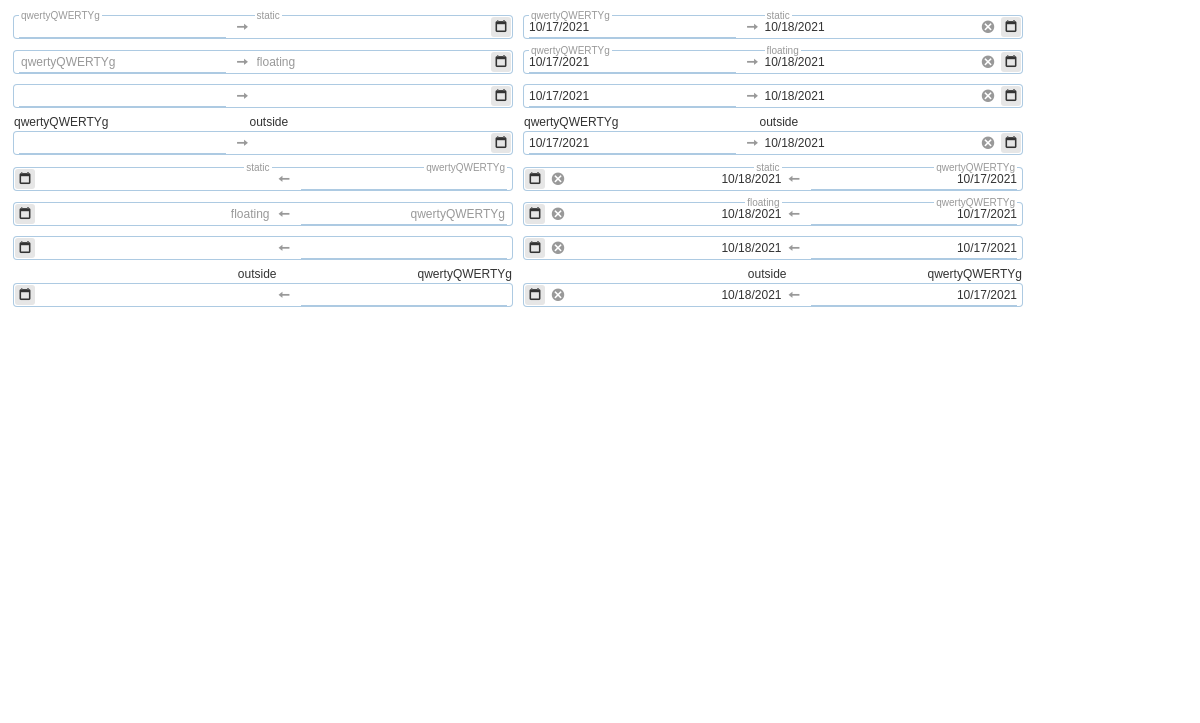 qwertyQWERTYg static qwertyQWERTYg static
10/17/2021 10/18/2021
qwertyQWERTYg floating
qwertyQWERTYg floating 10/17/2021 10/18/2021
10/17/2021 10/18/2021
qwertyQWERTYg outside qwertyQWERTYg outside
10/17/2021 10/18/2021
static qwertyQWERTYg static qwertyQWERTYg
10/18/2021 10/17/2021
floating qwertyQWERTYg
floating qwertyQWERTYg 10/18/2021 10/17/2021
10/18/2021 10/17/2021
outside qwertyQWERTYg outside qwertyQWERTYg
10/18/2021 10/17/2021